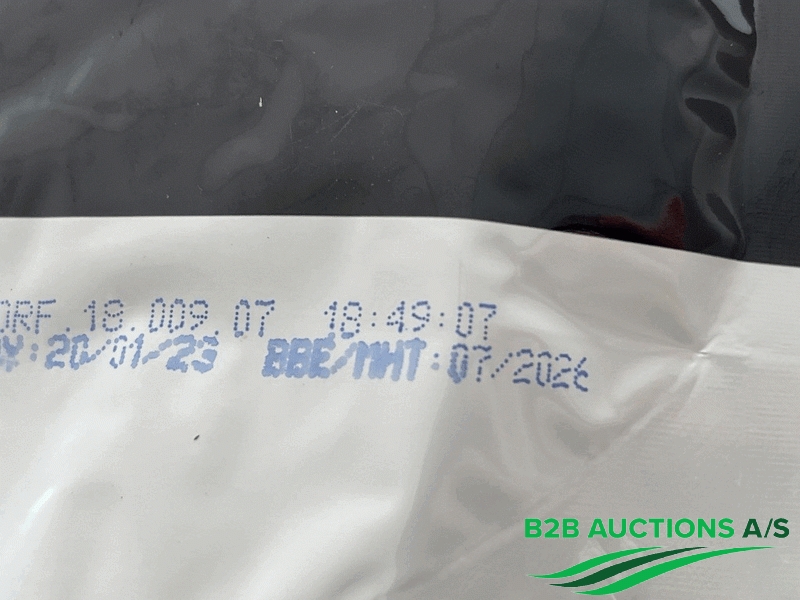 ORF.18.009.07 18:49:07
:20/01/23 BBE/MHT:07/2026
B2B AUCTIONS A/S